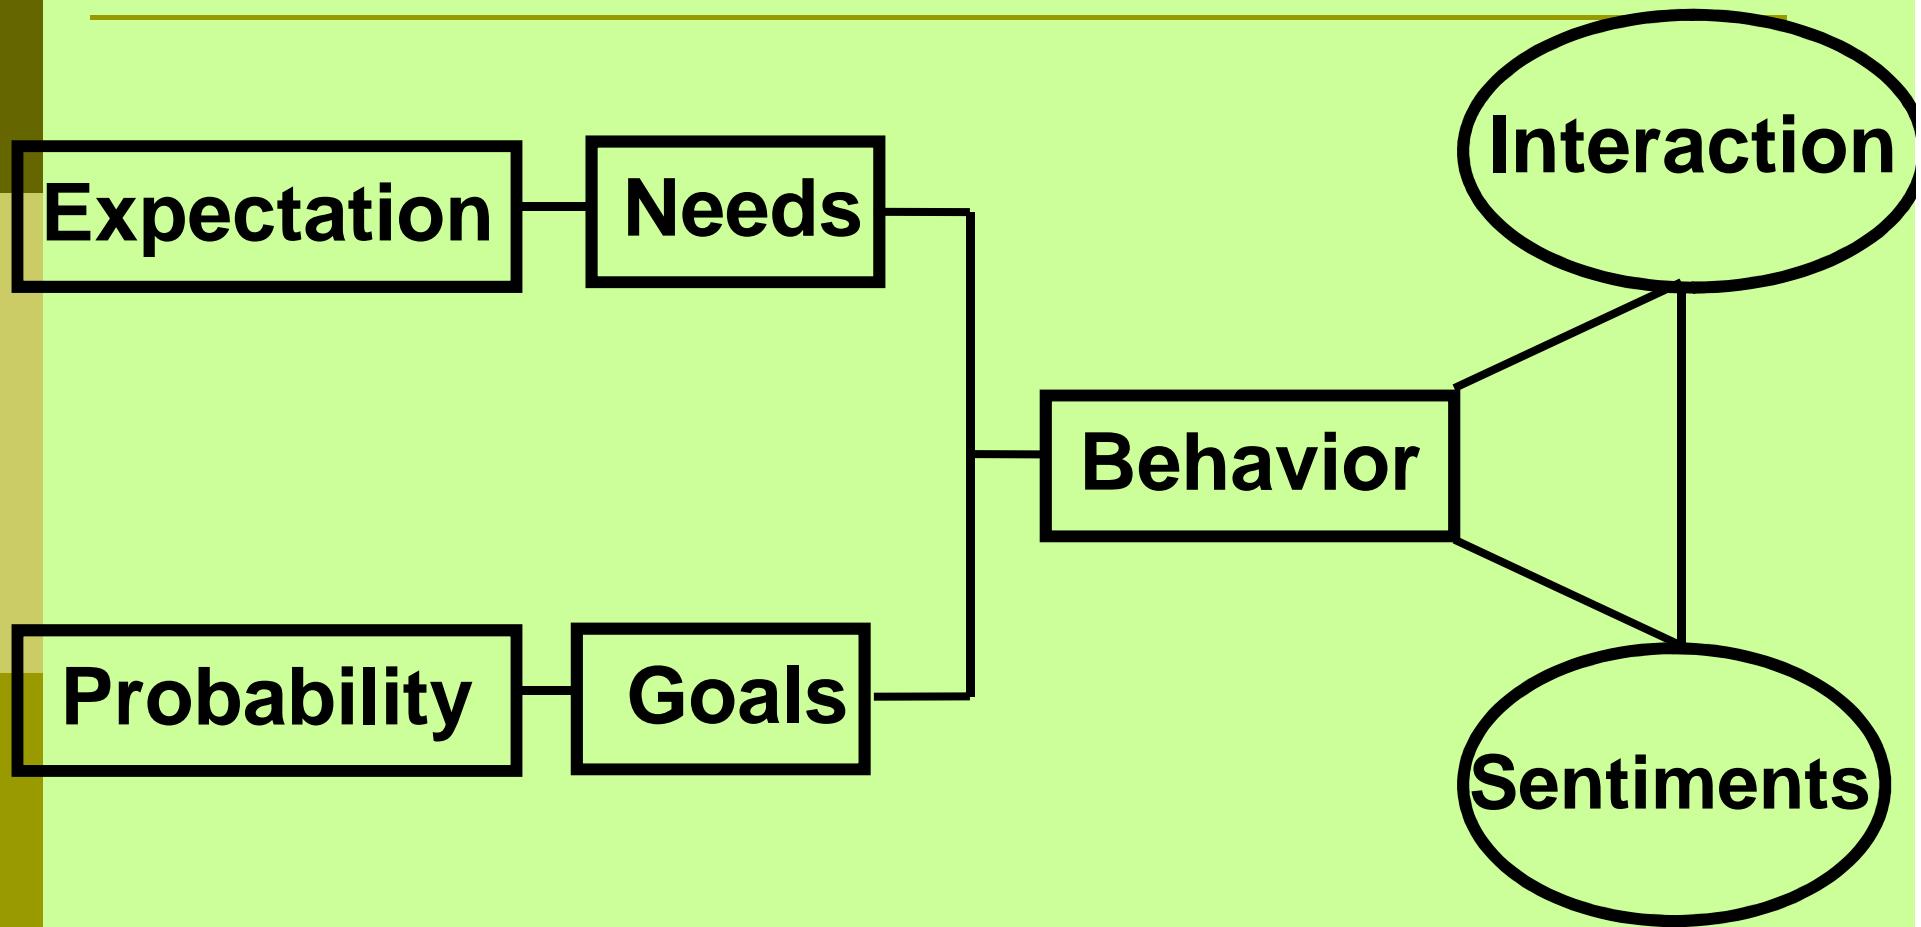 Interaction
Expectation
Needs
Behavior
Probability
Goals
Sentiments